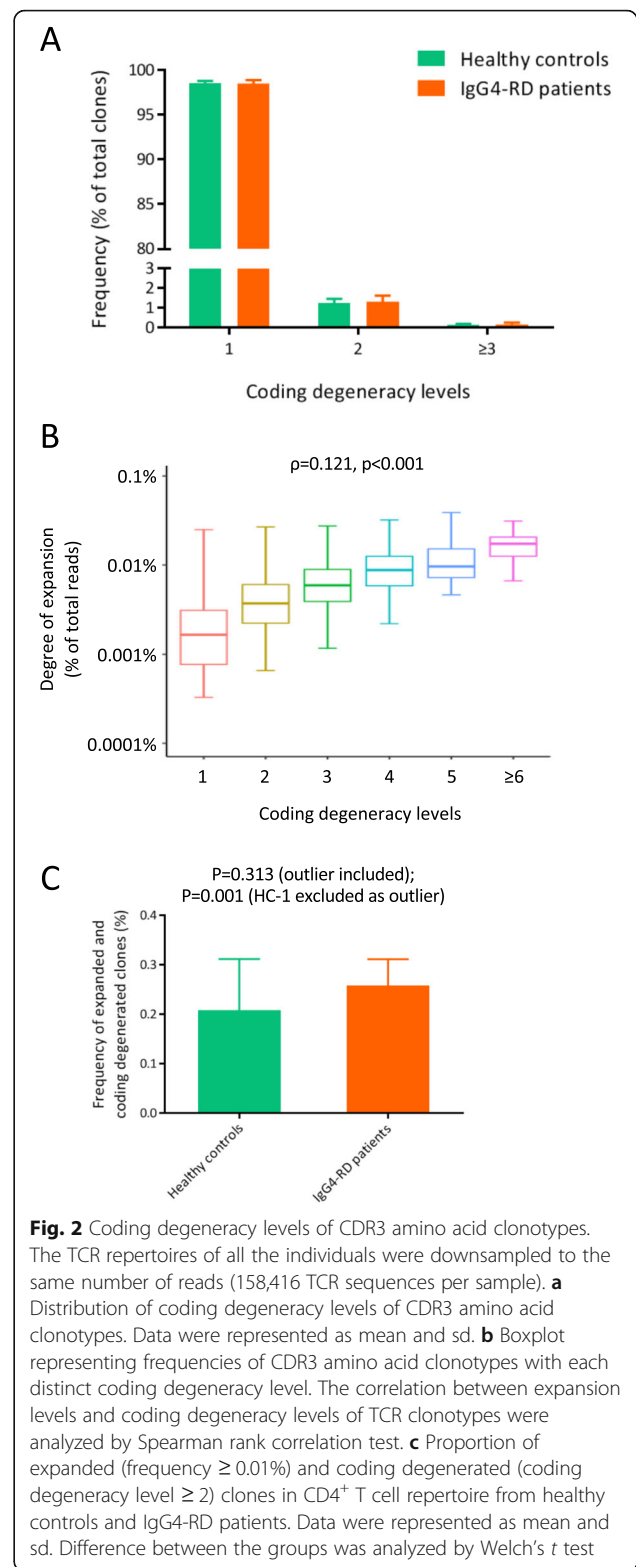 A
Healthy controls
IgG4-RD patients
Frequency (% of total clones)
100
95
90
85
80
3
2
1
0
1 2 ≥3
Coding degeneracy levels
B
ρ=0.121, p<0.001
Degree of expansion
(% of total reads)
0.1%
0.01%
0.001%
0.0001%
1 2 3 4 5 ≥6
Coding degeneracy levels
C
P=0.313 (outlier included);
P=0.001 (HC-1 excluded as outlier)
Frequency of expanded and
coding degenerated clones (%)
0.4
0.3
0.2
0.1
0.0
Healthy controls
IgG4-RD patients
Fig. 2 Coding degeneracy levels of CDR3 amino acid clonotypes.
The TCR repertoires of all the individuals were downsampled to the
same number of reads (158,416 TCR sequences per sample). a
Distribution of coding degeneracy levels of CDR3 amino acid
clonotypes. Data were represented as mean and sd. b Boxplot
representing frequencies of CDR3 amino acid clonotypes with each
distinct coding degeneracy level. The correlation between expansion
levels and coding degeneracy levels of TCR clonotypes were
analyzed by Spearman rank correlation test. c Proportion of
expanded (frequency ≥ 0.01%) and coding degenerated (coding
degeneracy level ≥ 2) clones in CD4⁺ T cell repertoire from healthy
controls and IgG4-RD patients. Data were represented as mean and
sd. Difference between the groups was analyzed by Welch's t test